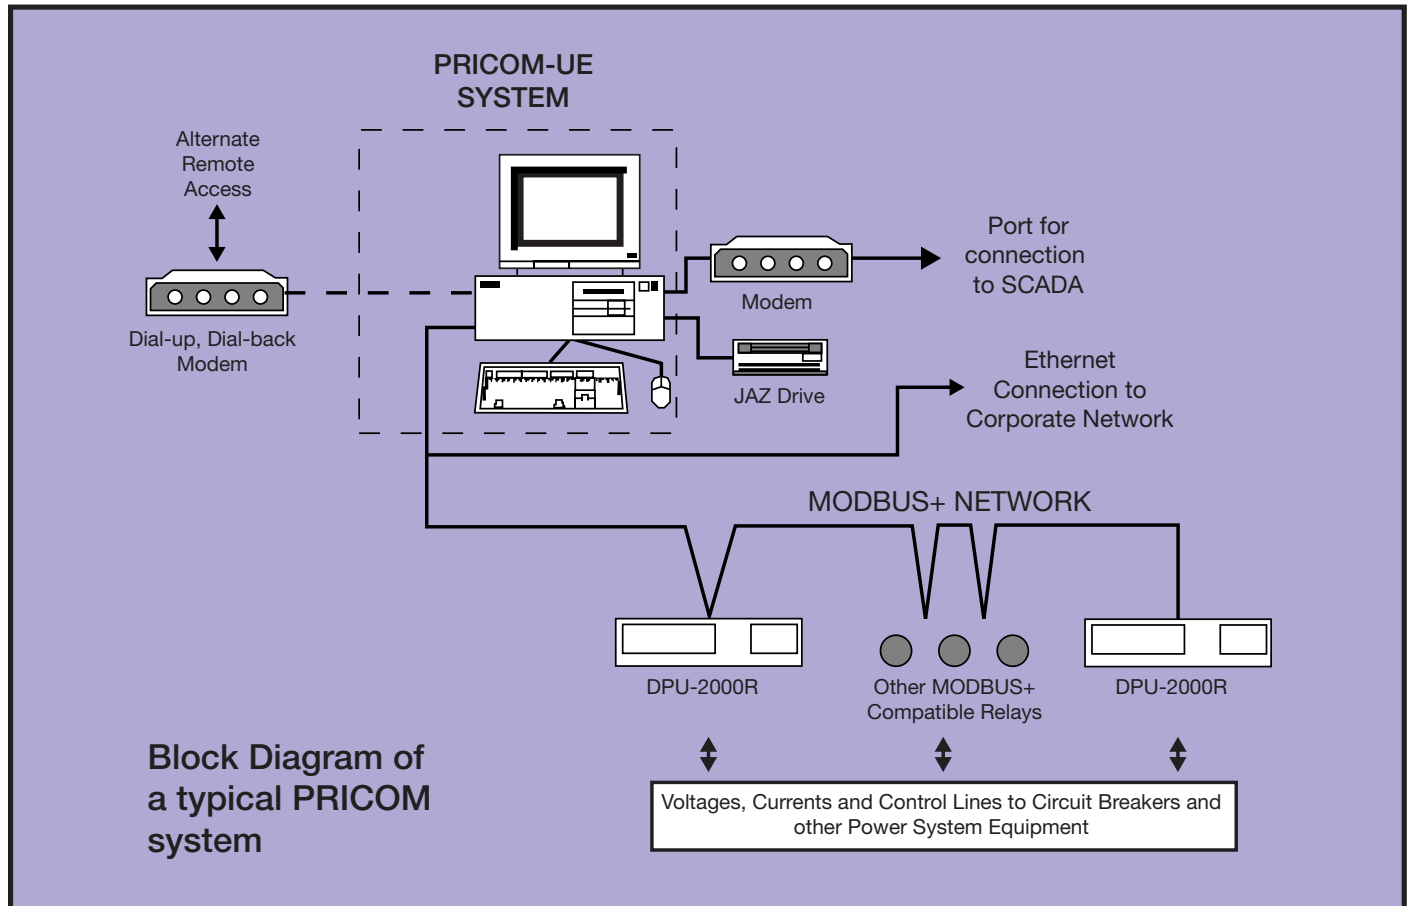 PRICOM-UE
SYSTEM
Alternate
Remote
Access
Dial-up, Dial-back
Modem
Modem
Port for
connection
to SCADA
JAZ Drive
Ethernet
Connection to
Corporate Network
MODBUS+ NETWORK
DPU-2000R
Other MODBUS+
Compatible Relays
DPU-2000R
Voltages, Currents and Control Lines to Circuit Breakers and
other Power System Equipment
Block Diagram of
a typical PRICOM
system